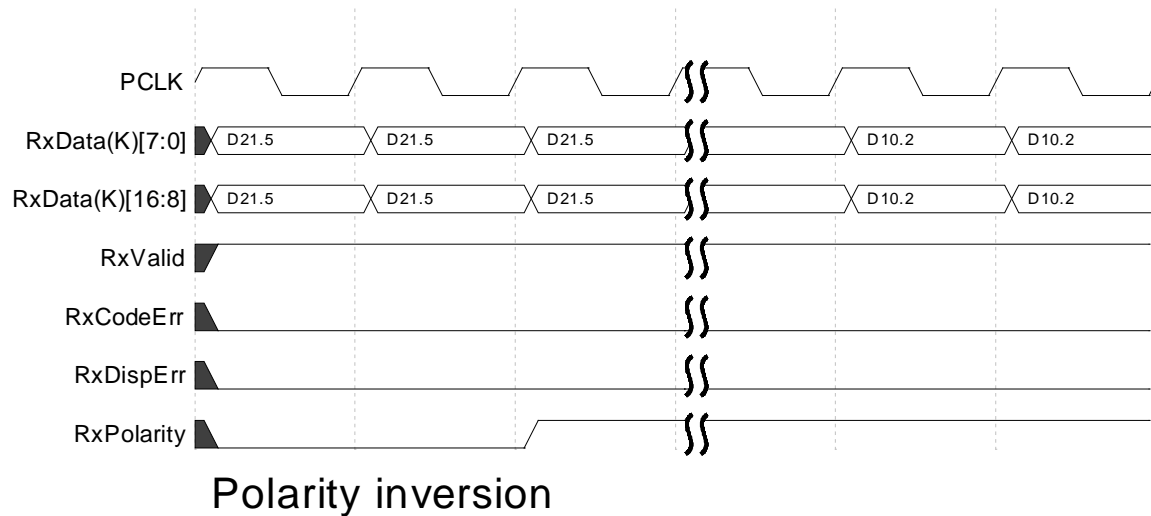 PCLK
RxData(K)[7:0] D21.5 D21.5 D21.5 D10.2 D10.2
RxData(K)[16:8] D21.5 D21.5 D21.5 D10.2 D10.2
RxValid
RxCodeErr
RxDispErr
RxPolarity
Polarity inversion